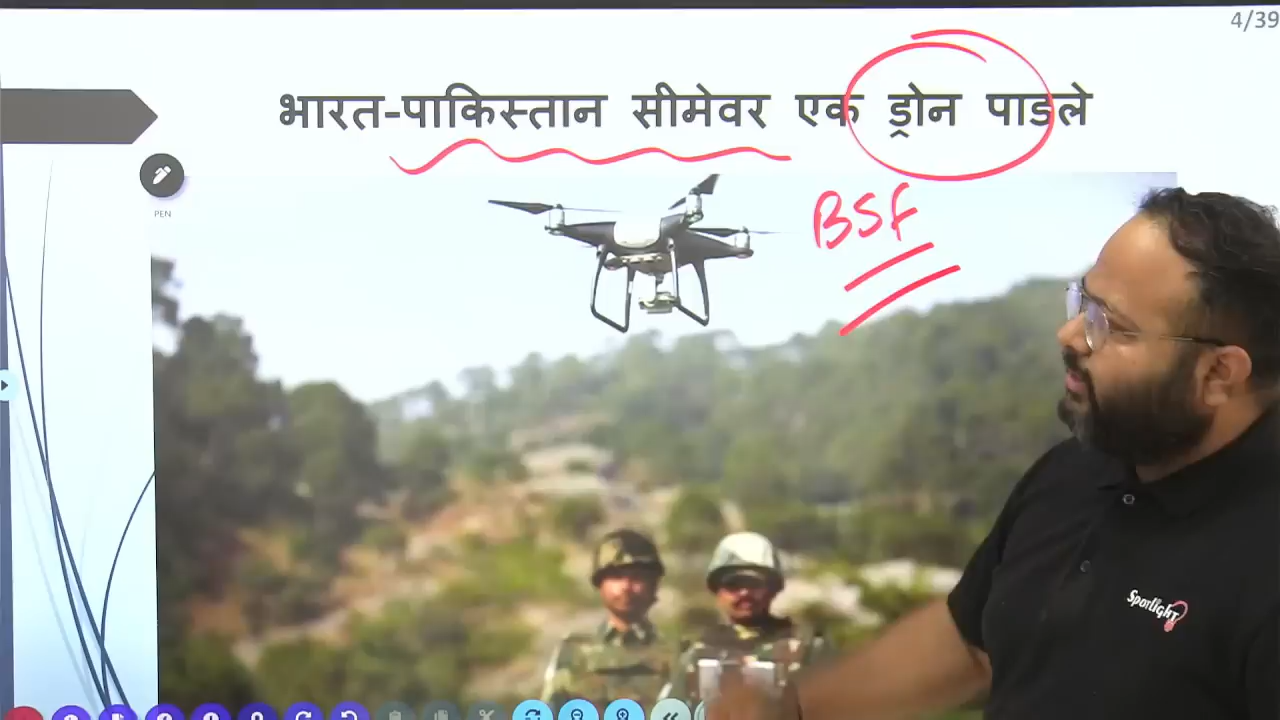 4/39
भारत-पाकिस्तान सीमेवर एक ड्रोन पाडले
PEN
BSF
Spotlight